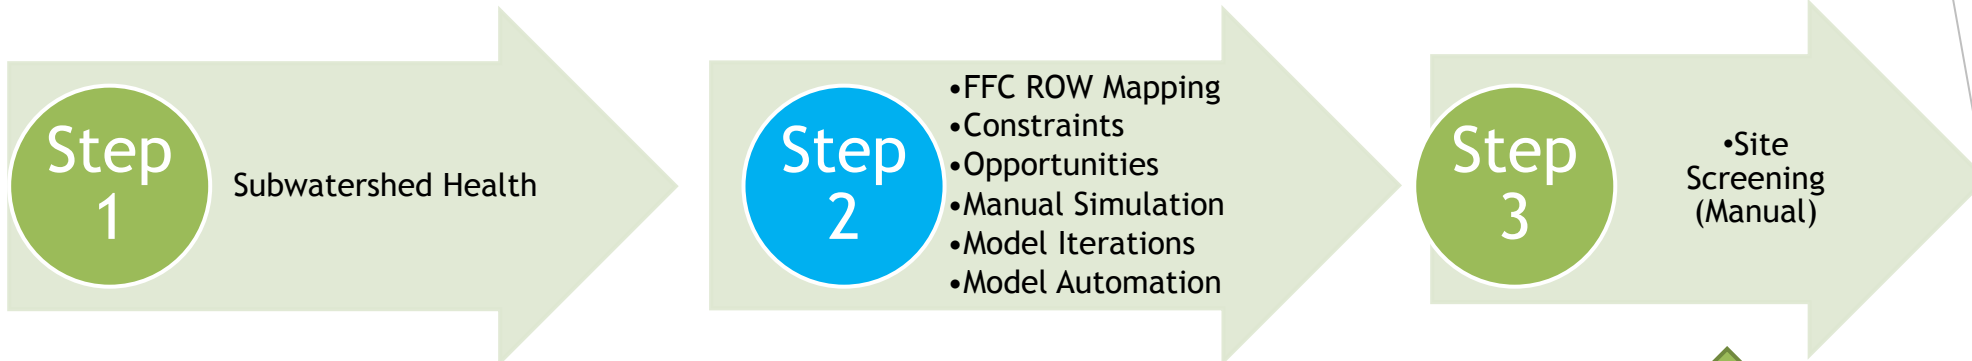 Step
1
Subwatershed Health
Step
2
•FFC ROW Mapping
•Constraints
•Opportunities
•Manual Simulation
•Model Iterations
•Model Automation
Step
3
•Site
Screening
(Manual)